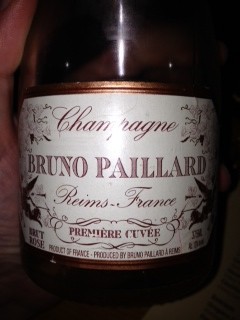 Champagne
BRUNO PAILLARD
Reims-France
PREMIÈRE CUVÉE
BRUT
ROSÉ
PRODUCT OF FRANCE - PRODUCED BY BRUNO PAILLARD À REIMS